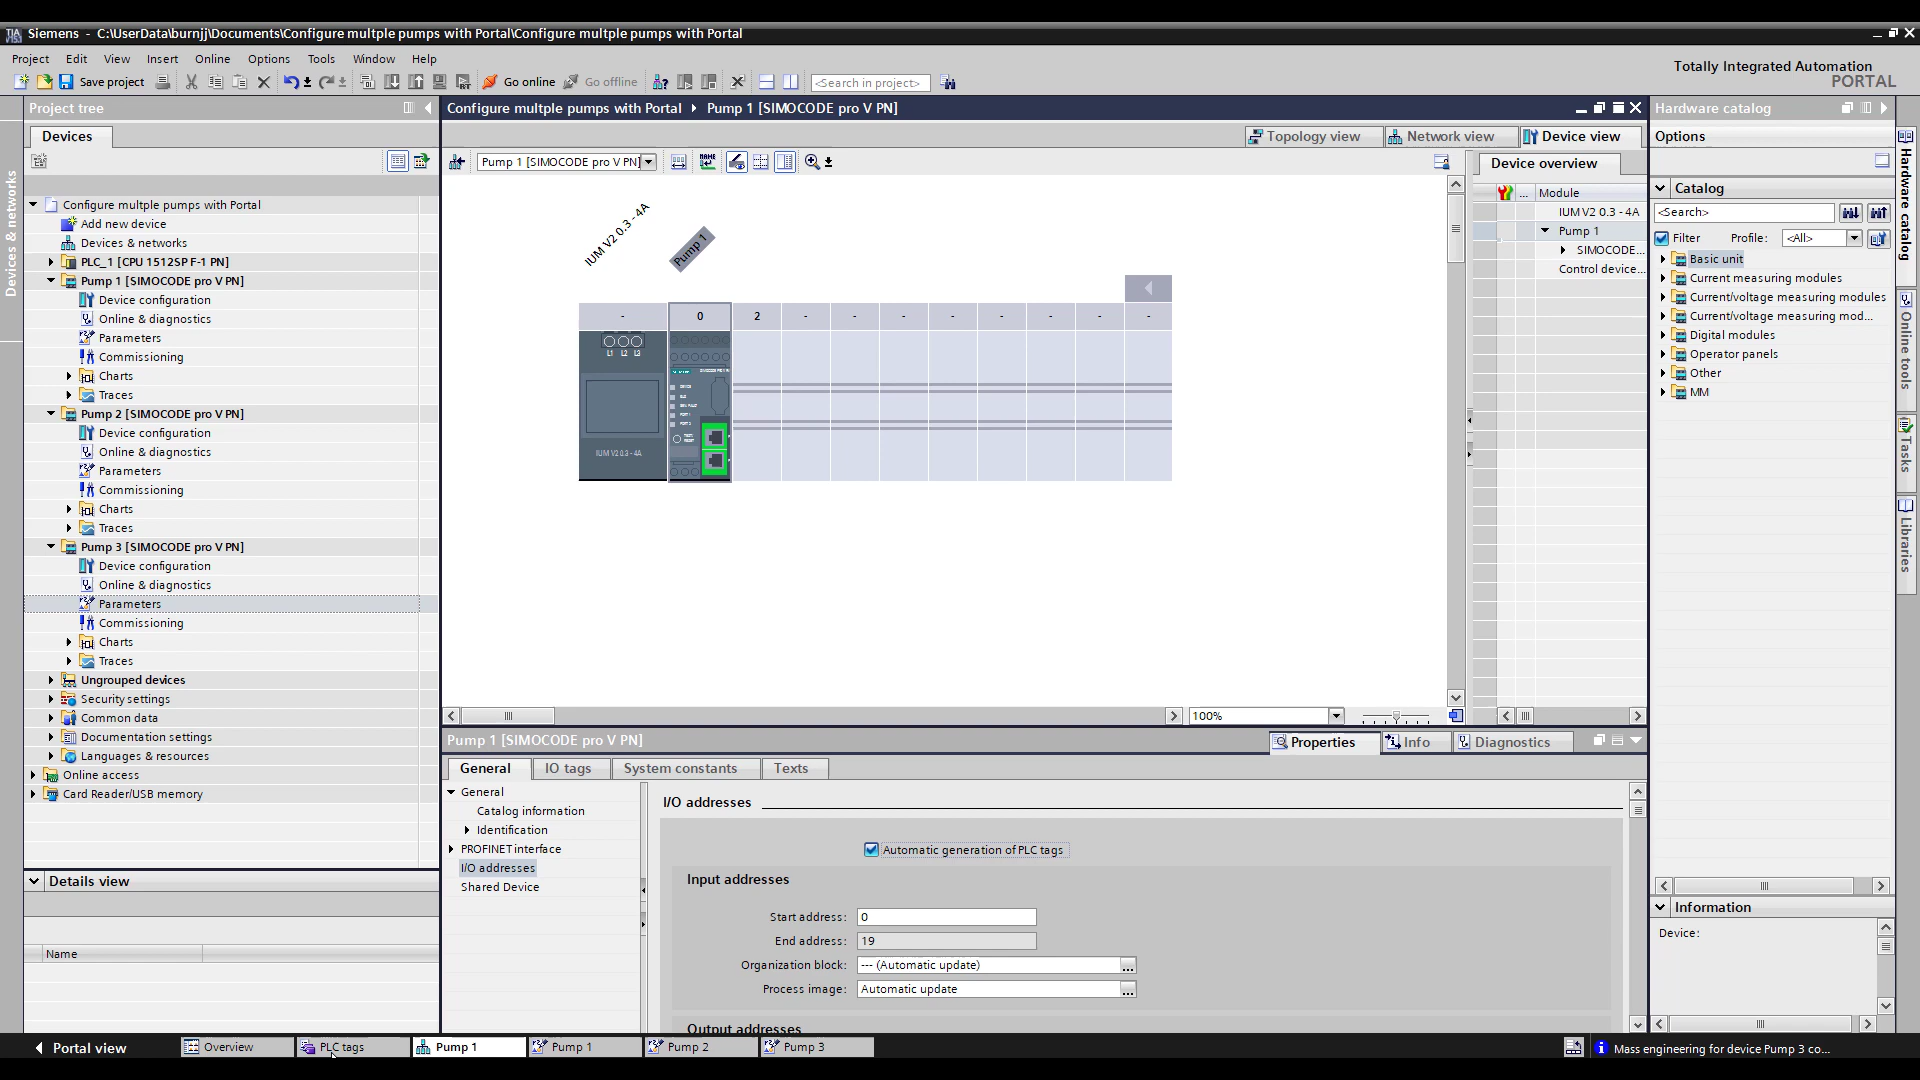 Siemens - C:\UserData\burnjj\Documents\Configure multple pumps with Portal\Configure multple pumps with Portal
Project Edit View Insert Online Options Tools Window Help
Totally Integrated Automation
PORTAL
Save project Go online Go offline <Search in project>
Project tree
Configure multple pumps with Portal Pump 1 [SIMOCODE pro V PN]
Hardware catalog
Devices
Topology view Network view Device view
Options
Pump 1 [SIMOCODE pro V PN]
Device overview
... Module
IUM V2 0.3 - 4A
Pump 1
SIMOCODE...
Control device...
Configure multple pumps with Portal
Add new device
Devices & networks
PLC_1 [CPU 1512SP F-1 PN]
Pump 1 [SIMOCODE pro V PN]
Device configuration
Online & diagnostics
Parameters
Commissioning
Charts
Traces
Pump 2 [SIMOCODE pro V PN]
Device configuration
Online & diagnostics
Parameters
Commissioning
Charts
Traces
Pump 3 [SIMOCODE pro V PN]
Device configuration
Online & diagnostics
Parameters
Commissioning
Charts
Traces
Ungrouped devices
Security settings
Common data
Documentation settings
Languages & resources
Online access
Card Reader/USB memory
Details view
Name
Devices & networks
IUM V2 0.3 - 4A
Pump 1
- 0 2 - - - - - - - -
L1 L2 L3
IUM V2 0.3 - 4A
100%
Catalog
<Search>
Filter Profile: <All>
Basic unit
Current measuring modules
Current/voltage measuring modules
Current/voltage measuring mod...
Digital modules
Operator panels
Other
MM
Information
Device:
Hardware catalog
Online tools
Tasks
Libraries
Pump 1 [SIMOCODE pro V PN]
Properties Info Diagnostics
General IO tags System constants Texts
General
Catalog information
Identification
PROFINET interface
I/O addresses
Shared Device
I/O addresses
Automatic generation of PLC tags
Input addresses
Start address: 0
End address: 19
Organization block: --- (Automatic update) ...
Process image: Automatic update ...
Output addresses
Portal view Overview PLC tags Pump 1 Pump 1 Pump 2 Pump 3
Mass engineering for device Pump 3 co...